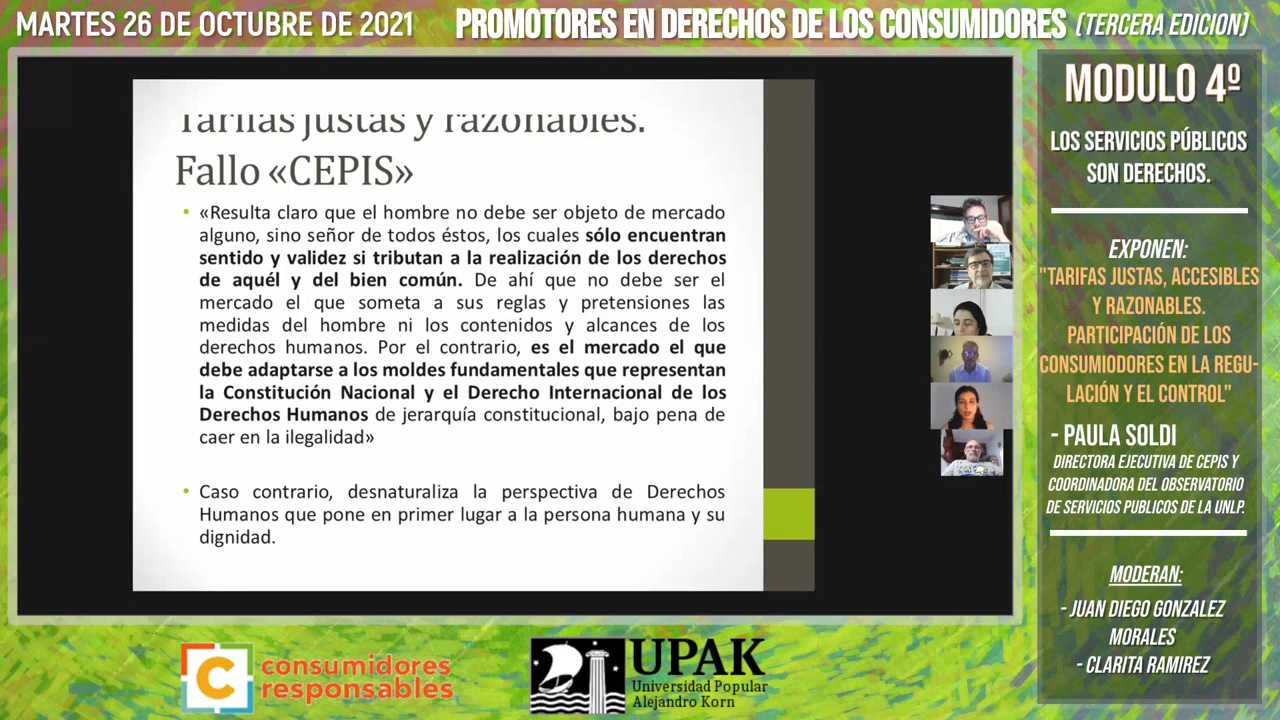 MARTES 26 DE OCTUBRE DE 2021
PROMOTORES EN DERECHOS DE LOS CONSUMIDORES (TERCERA EDICION)
Tarifas justas y razonables.
Fallo «CEPIS»
• «Resulta claro que el hombre no debe ser objeto de mercado
alguno, sino señor de todos éstos, los cuales sólo encuentran
sentido y validez si tributan a la realización de los derechos
de aquél y del bien común. De ahí que no debe ser el
mercado el que someta a sus reglas y pretensiones las
medidas del hombre ni los contenidos y alcances de los
derechos humanos. Por el contrario, es el mercado el que
debe adaptarse a los moldes fundamentales que representan
la Constitución Nacional y el Derecho Internacional de los
Derechos Humanos de jerarquía constitucional, bajo pena de
caer en la ilegalidad»
• Caso contrario, desnaturaliza la perspectiva de Derechos
Humanos que pone en primer lugar a la persona humana y su
dignidad.
MODULO 4º
LOS SERVICIOS PÚBLICOS
SON DERECHOS.
EXPONEN:
"TARIFAS JUSTAS, ACCESIBLES
Y RAZONABLES.
PARTICIPACIÓN DE LOS
CONSUMIODORES EN LA REGU-
LACIÓN Y EL CONTROL"
- PAULA SOLDI
DIRECTORA EJECUTIVA DE CEPIS Y
COORDINADORA DEL OBSERVATORIO
DE SERVICIOS PUBLICOS DE LA UNLP.
MODERAN:
- JUAN DIEGO GONZALEZ
MORALES
- CLARITA RAMIREZ
C
consumidores
responsables
UPAK
Universidad Popular
Alejandro Korn